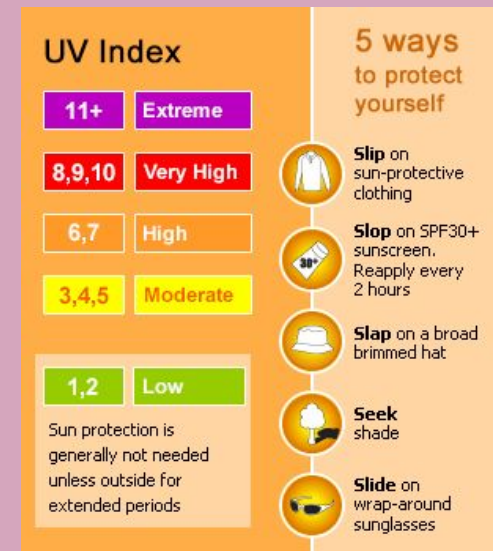 UV Index
11+ Extreme
8,9,10 Very High
6,7 High
3,4,5 Moderate
1,2 Low
Sun protection is
generally not needed
unless outside for
extended periods
5 ways
to protect
yourself
Slip on
sun-protective
clothing
30+
Slop on SPF30+
sunscreen.
Reapply every
2 hours
Slap on a broad
brimmed hat
Seek
shade
Slide on
wrap-around
sunglasses